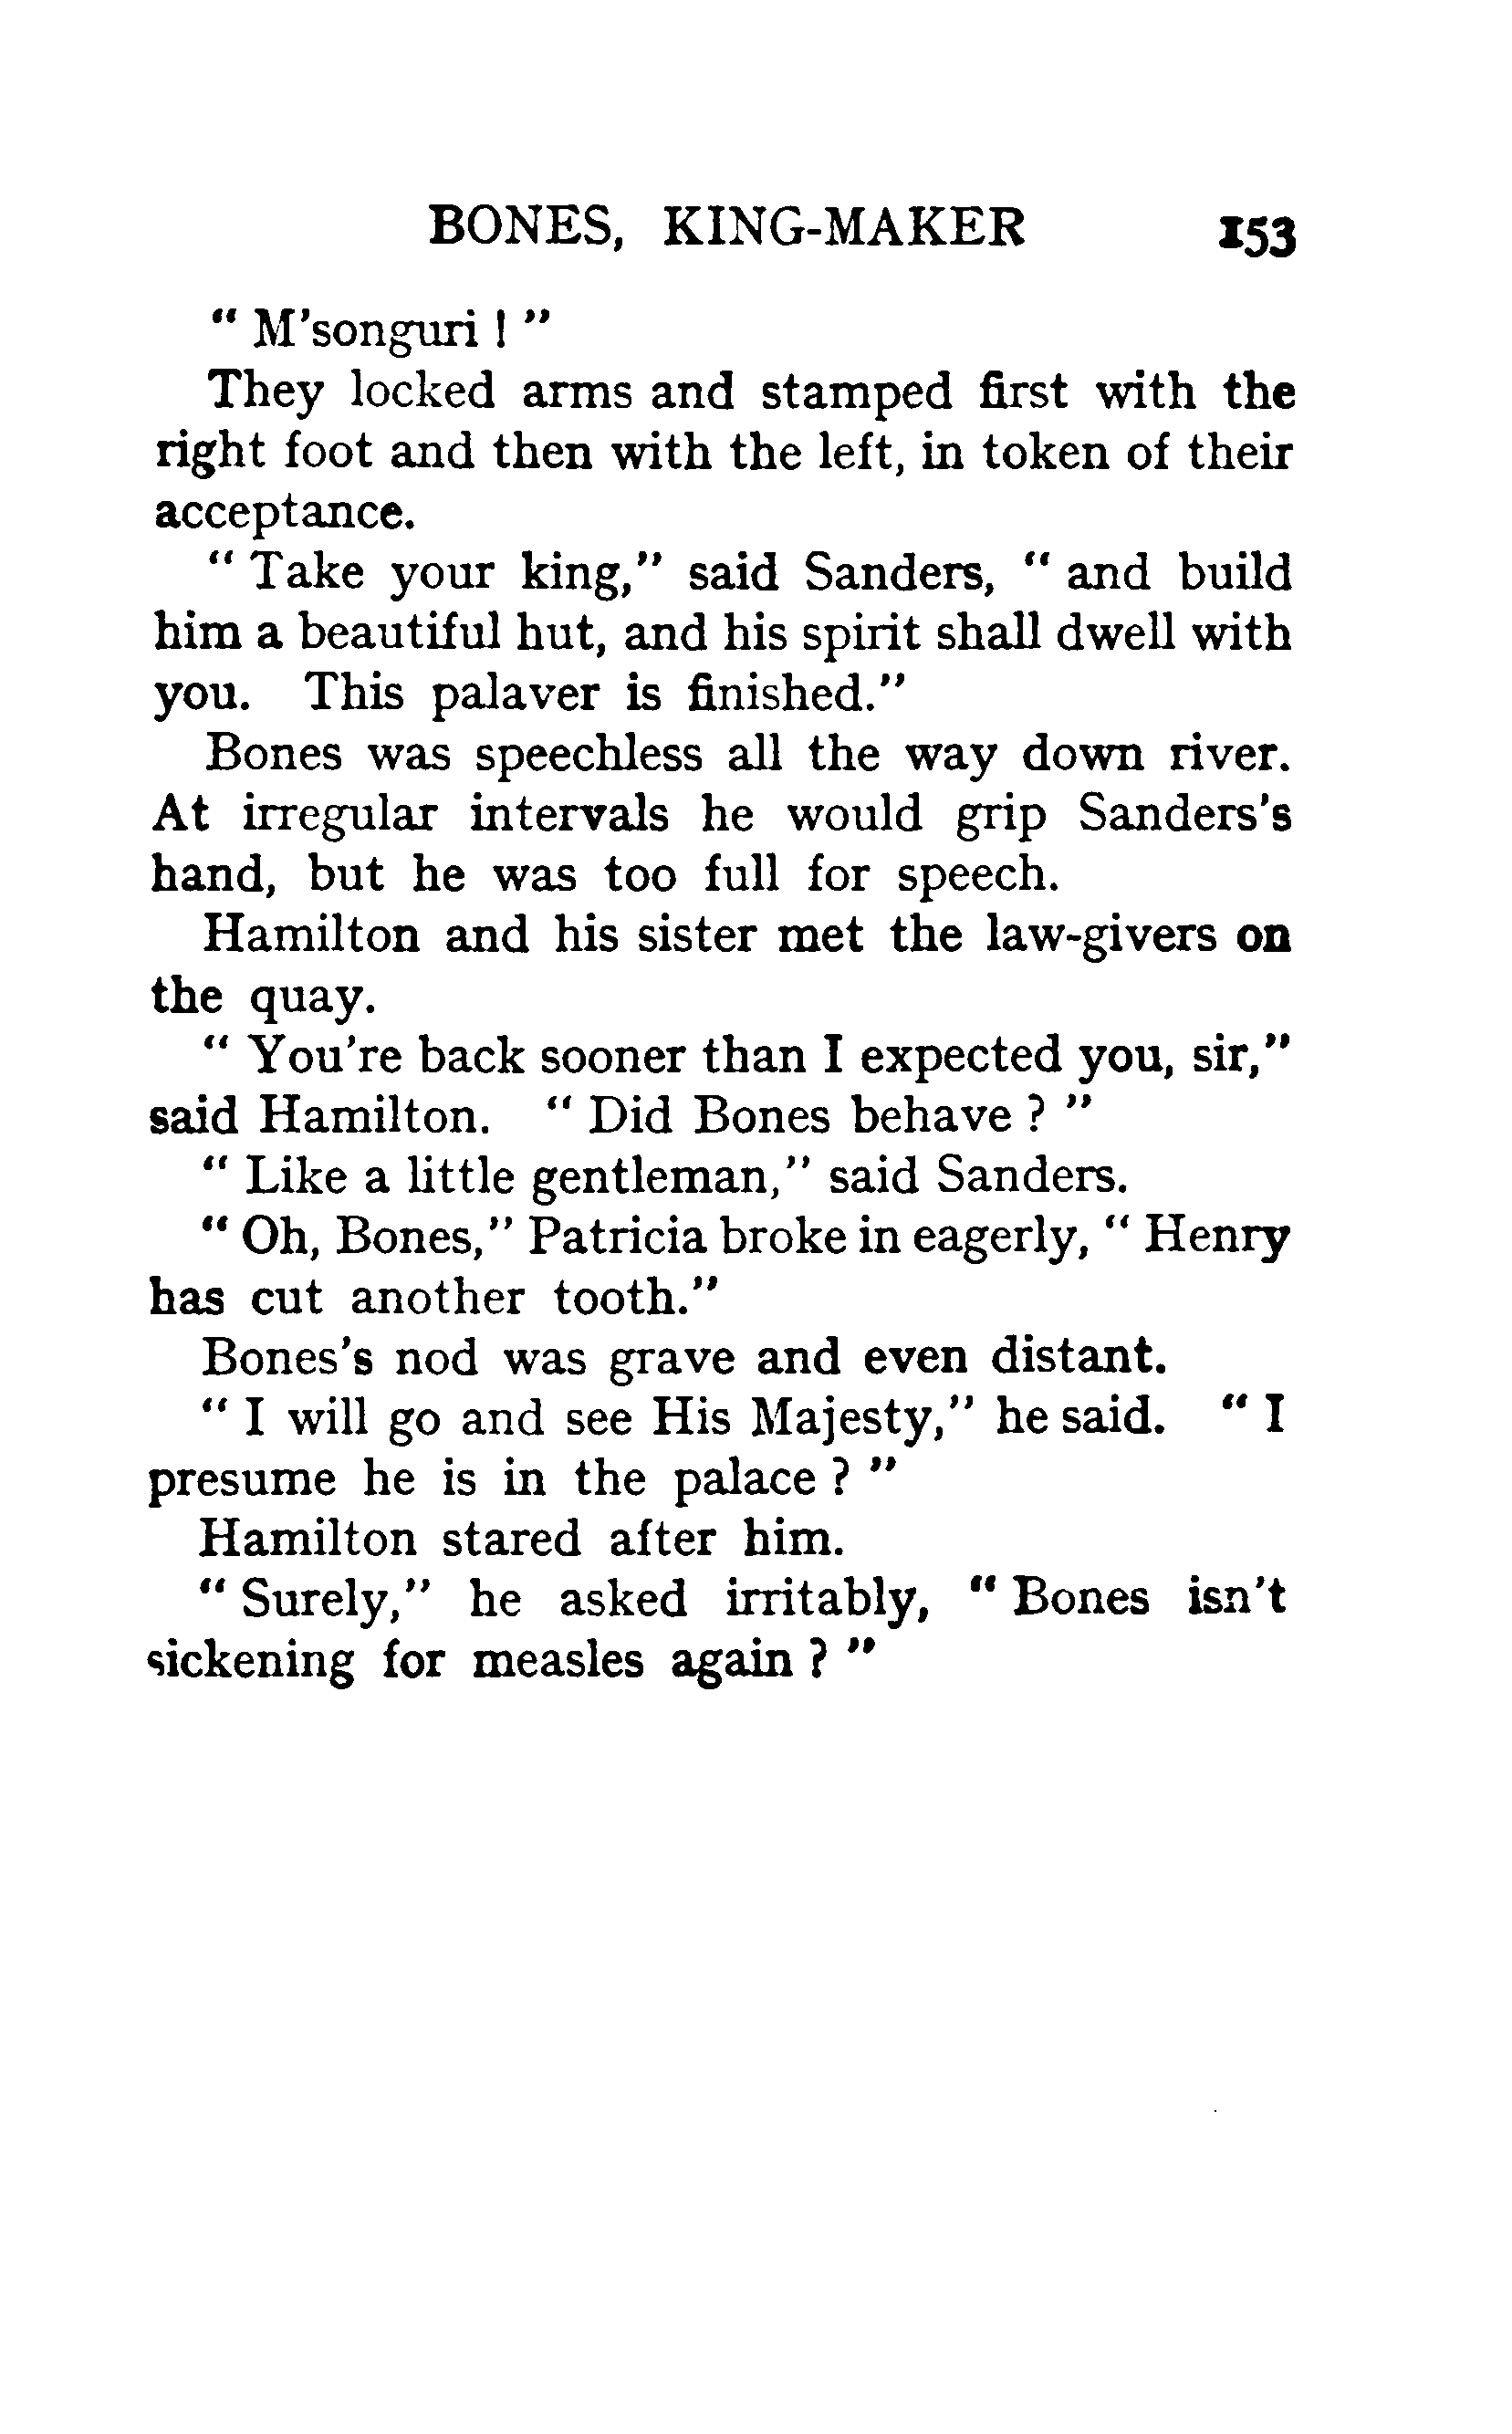 BONES, KING-MAKER 153
" M'songuri ! "
They locked arms and stamped first with the
right foot and then with the left, in token of their
acceptance.
" Take your king," said Sanders, " and build
him a beautiful hut, and his spirit shall dwell with
you. This palaver is finished."
Bones was speechless all the way down river.
At irregular intervals he would grip Sanders's
hand, but he was too full for speech.
Hamilton and his sister met the law-givers on
the quay.
" You're back sooner than I expected you, sir,"
said Hamilton. " Did Bones behave ? "
" Like a little gentleman," said Sanders.
" Oh, Bones," Patricia broke in eagerly, " Henry
has cut another tooth."
Bones's nod was grave and even distant.
" I will go and see His Majesty," he said. " I
presume he is in the palace ? "
Hamilton stared after him.
" Surely," he asked irritably, " Bones isn't
sickening for measles again ? "